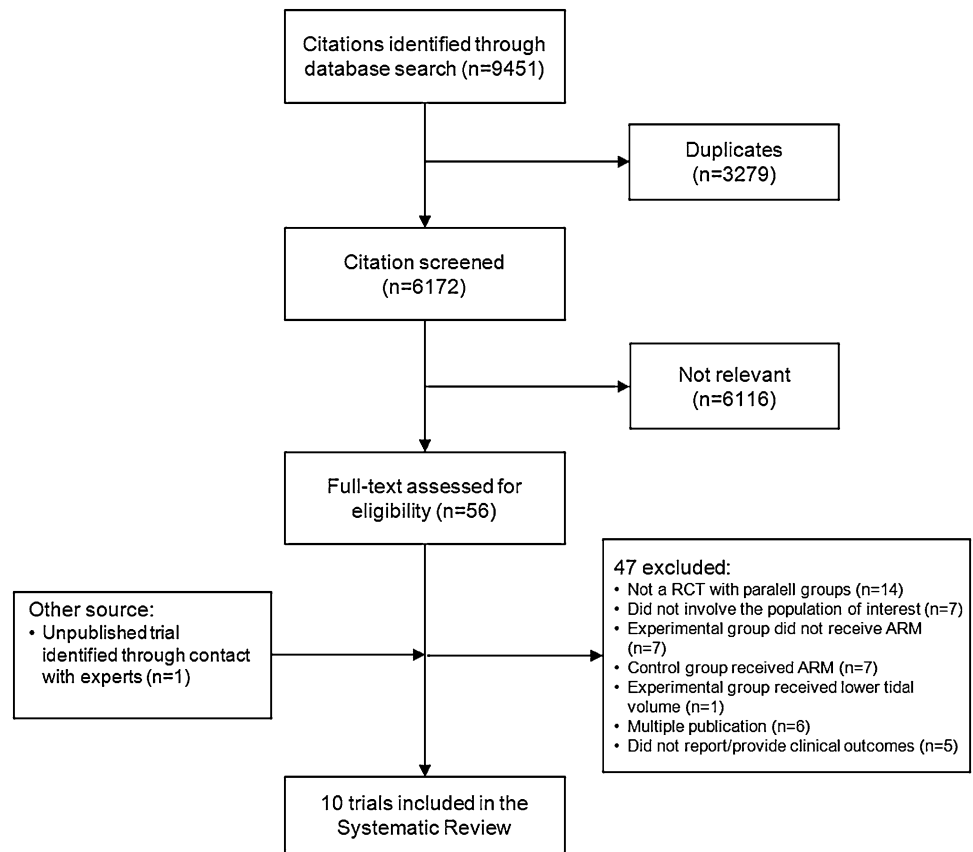 Citations identified through
database search (n=9451)
Duplicates
(n=3279)
Citation screened
(n=6172)
Not relevant
(n=6116)
Full-text assessed for
eligibility (n=56)
47 excluded:
• Not a RCT with paralell groups (n=14)
• Did not involve the population of interest (n=7)
• Experimental group did not receive ARM
(n=7)
• Control group received ARM (n=7)
• Experimental group received lower tidal
volume (n=1)
• Multiple publication (n=6)
• Did not report/provide clinical outcomes (n=5)
Other source:
• Unpublished trial
identified through contact
with experts (n=1)
10 trials included in the
Systematic Review